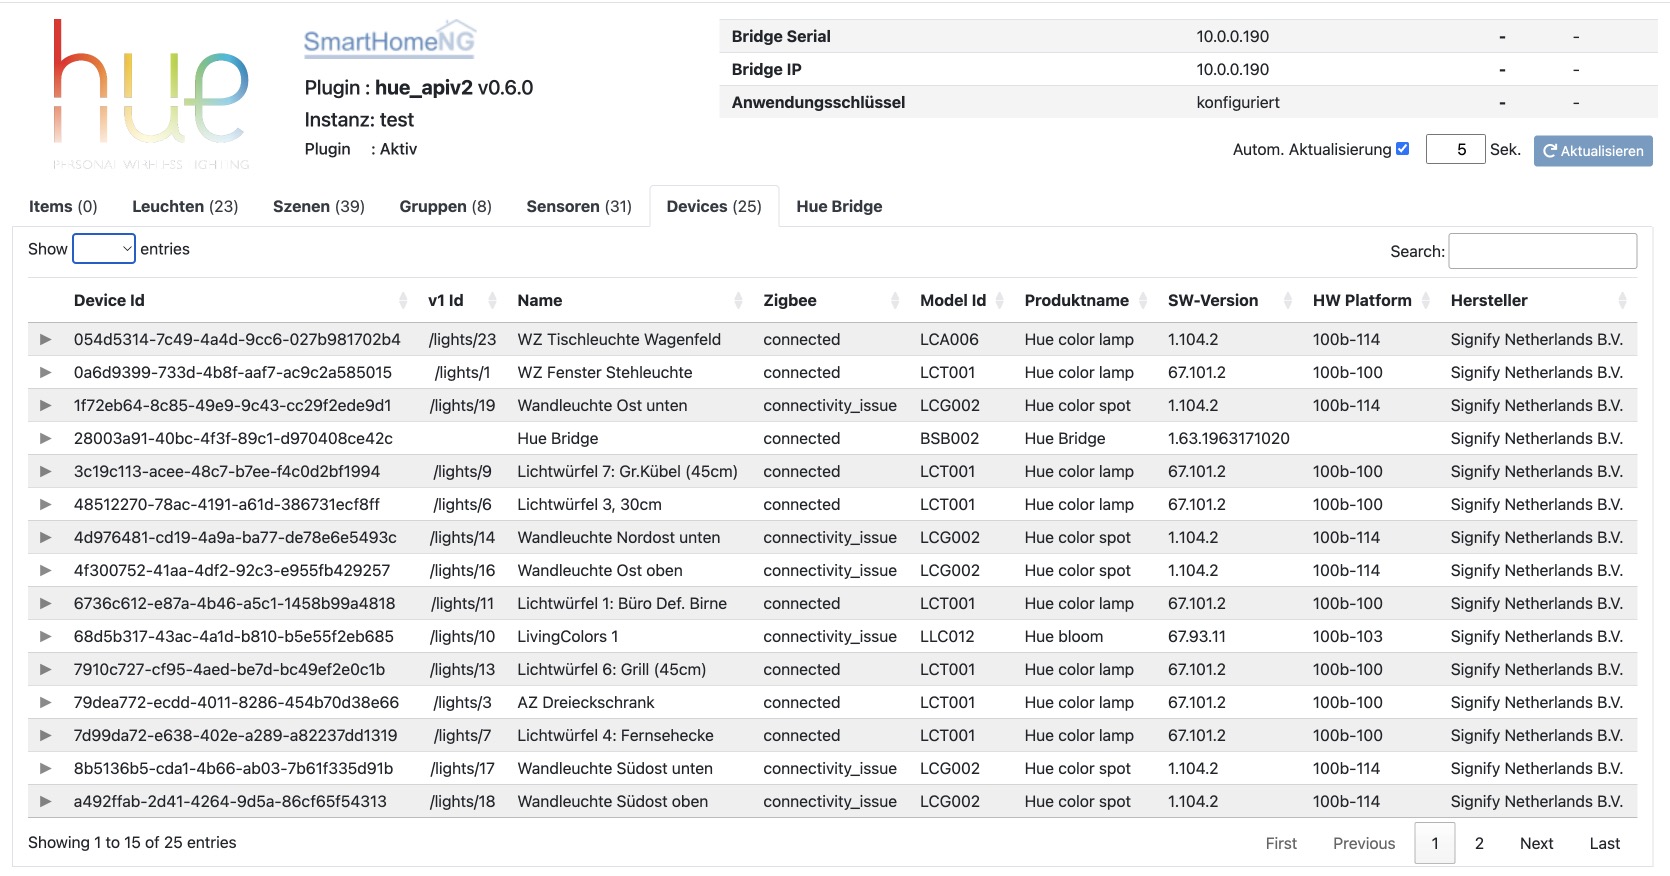 hue
PERSONAL WIRELESS LIGHTING
SmartHomeNG
Plugin : hue_apiv2 v0.6.0
Instanz: test
Plugin : Aktiv
Bridge Serial 10.0.0.190 - -
Bridge IP 10.0.0.190 - -
Anwendungsschlüssel konfiguriert - -
Autom. Aktualisierung 5 Sek. Aktualisieren
Items (0) Leuchten (23) Szenen (39) Gruppen (8) Sensoren (31) Devices (25) Hue Bridge
Show entries Search:
Device Id v1 Id Name Zigbee Model Id Produktname SW-Version HW Platform Hersteller
054d5314-7c49-4a4d-9cc6-027b981702b4 /lights/23 WZ Tischleuchte Wagenfeld connected LCA006 Hue color lamp 1.104.2 100b-114 Signify Netherlands B.V.
0a6d9399-733d-4b8f-aaf7-ac9c2a585015 /lights/1 WZ Fenster Stehleuchte connected LCT001 Hue color lamp 67.101.2 100b-100 Signify Netherlands B.V.
1f72eb64-8c85-49e9-9c43-cc29f2ede9d1 /lights/19 Wandleuchte Ost unten connectivity_issue LCG002 Hue color spot 1.104.2 100b-114 Signify Netherlands B.V.
28003a91-40bc-4f3f-89c1-d970408ce42c Hue Bridge connected BSB002 Hue Bridge 1.63.1963171020 Signify Netherlands B.V.
3c19c113-acee-48c7-b7ee-f4c0d2bf1994 /lights/9 Lichtwürfel 7: Gr.Kübel (45cm) connected LCT001 Hue color lamp 67.101.2 100b-100 Signify Netherlands B.V.
48512270-78ac-4191-a61d-386731ecf8ff /lights/6 Lichtwürfel 3, 30cm connected LCT001 Hue color lamp 67.101.2 100b-100 Signify Netherlands B.V.
4d976481-cd19-4a9a-ba77-de78e6e5493c /lights/14 Wandleuchte Nordost unten connectivity_issue LCG002 Hue color spot 1.104.2 100b-114 Signify Netherlands B.V.
4f300752-41aa-4df2-92c3-e955fb429257 /lights/16 Wandleuchte Ost oben connectivity_issue LCG002 Hue color spot 1.104.2 100b-114 Signify Netherlands B.V.
6736c612-e87a-4b46-a5c1-1458b99a4818 /lights/11 Lichtwürfel 1: Büro Def. Birne connected LCT001 Hue color lamp 67.101.2 100b-100 Signify Netherlands B.V.
68d5b317-43ac-4a1d-b810-b5e55f2eb685 /lights/10 LivingColors 1 connectivity_issue LLC012 Hue bloom 67.93.11 100b-103 Signify Netherlands B.V.
7910c727-cf95-4aed-be7d-bc49ef2e0c1b /lights/13 Lichtwürfel 6: Grill (45cm) connected LCT001 Hue color lamp 67.101.2 100b-100 Signify Netherlands B.V.
79dea772-ecdd-4011-8286-454b70d38e66 /lights/3 AZ Dreieckschrank connected LCT001 Hue color lamp 67.101.2 100b-100 Signify Netherlands B.V.
7d99da72-e638-402e-a289-a82237dd1319 /lights/7 Lichtwürfel 4: Fernsehecke connected LCT001 Hue color lamp 67.101.2 100b-100 Signify Netherlands B.V.
8b5136b5-cda1-4b66-ab03-7b61f335d91b /lights/17 Wandleuchte Südost unten connectivity_issue LCG002 Hue color spot 1.104.2 100b-114 Signify Netherlands B.V.
a492ffab-2d41-4264-9d5a-86cf65f54313 /lights/18 Wandleuchte Südost oben connectivity_issue LCG002 Hue color spot 1.104.2 100b-114 Signify Netherlands B.V.
Showing 1 to 15 of 25 entries First Previous 1 2 Next Last